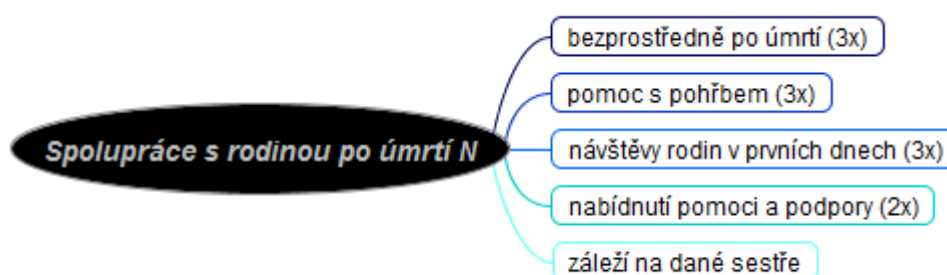 Spolupráce s rodinou po úmrtí N
bezprostředně po úmrtí (3x)
pomoc s pohřbem (3x)
návštěvy rodin v prvních dnech (3x)
nabídnutí pomoci a podpory (2x)
záleží na dané sestře